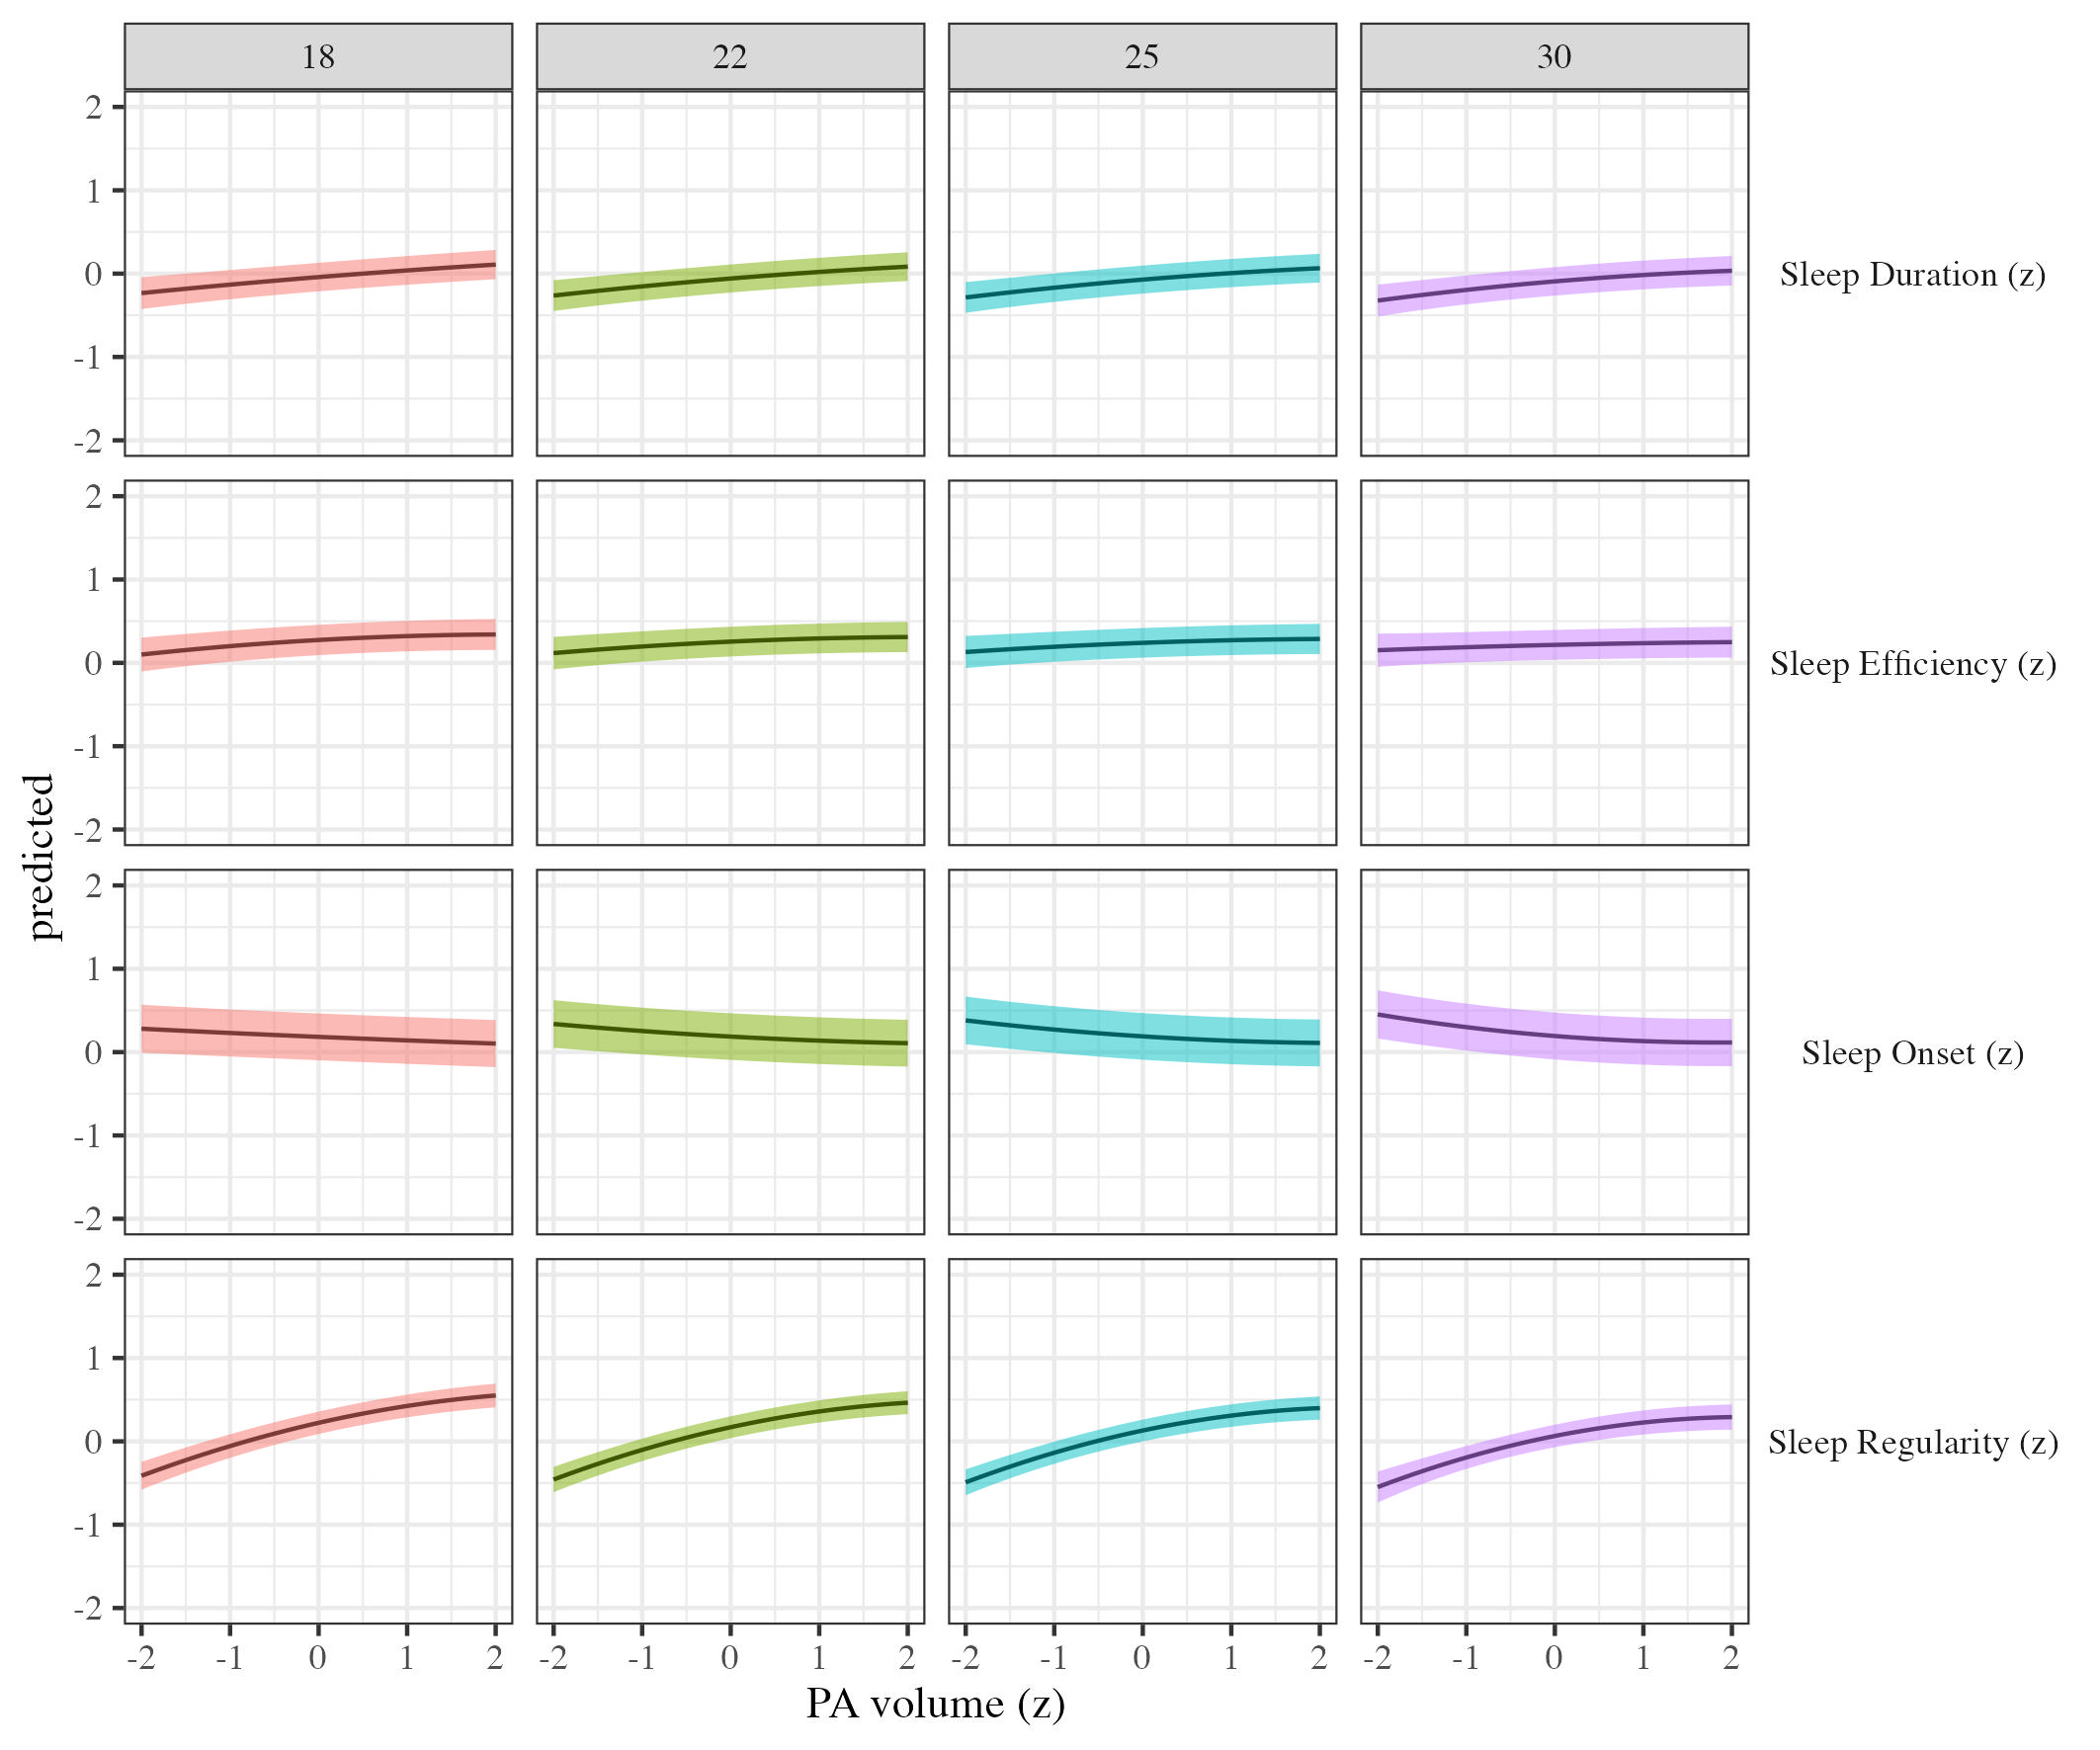 18 22 25 30
2
1
0
-1
-2
Sleep Duration (z)
2
1
0
-1
-2
Sleep Efficiency (z)
predicted
2
1
0
-1
-2
Sleep Onset (z)
2
1
0
-1
-2
Sleep Regularity (z)
-2 -1 0 1 2 -2 -1 0 1 2 -2 -1 0 1 2 -2 -1 0 1 2
PA volume (z)